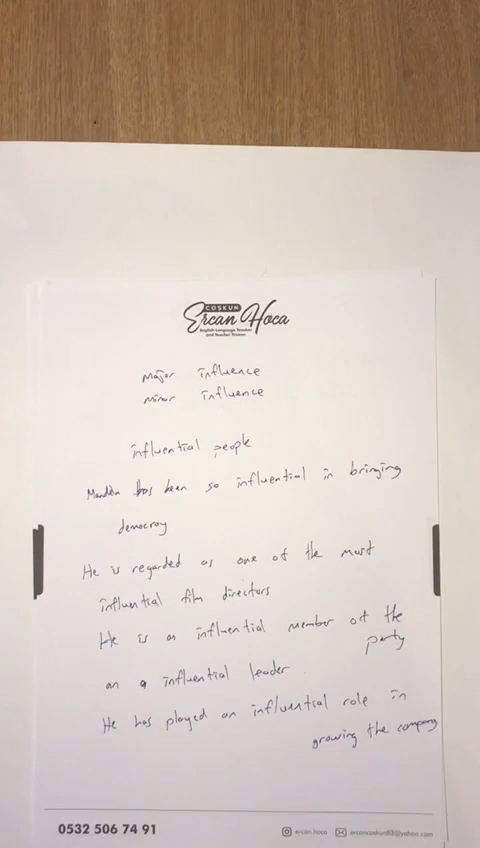 COŞKUN
Ercan Hoca
English Language Teacher
and Teacher Trainer
major influence
minor influence
influential people
has been so influential in bringing
democracy
He is regarded as one of the most
influential film directors
He is an influential member of the
party
an a influential leader
He has played an influential role in
growing the company
0532 506 74 91
ercan.hoca
ercancoskun83@yahoo.com